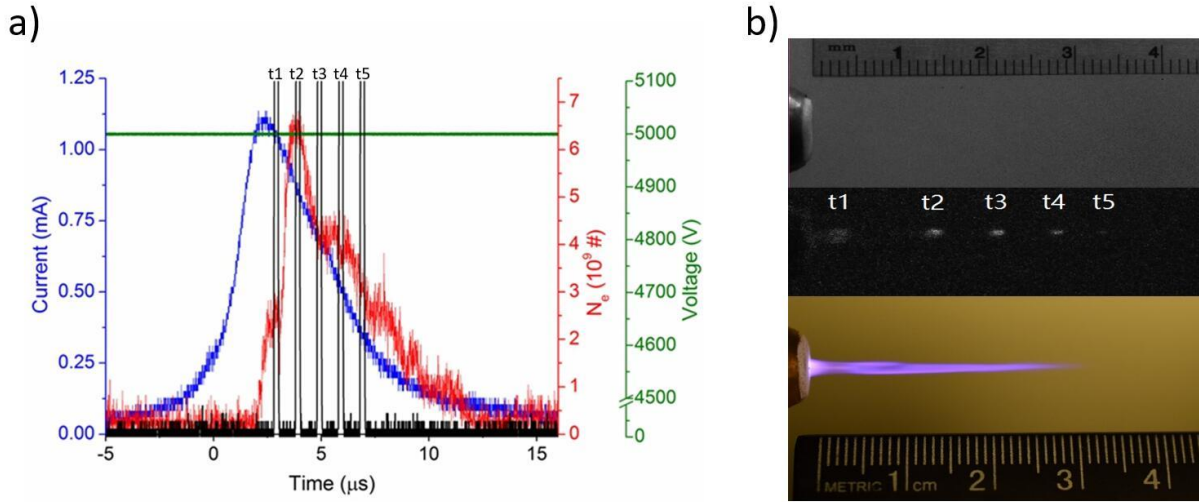 a)
t1 t2 t3 t4 t5
1.25
1.00
0.75
0.50
0.25
0.00
Current (mA)
-5 0 5 10 15
Time (μs)
7
6
5
4
3
2
1
0
Nₑ (10⁹ #)
5100
5000
4900
4800
4700
4600
4500
0
Voltage (V)
b)
mm 1 2 3 4
t1 t2 t3 t4 t5
METRIC 1 cm 2 3 4